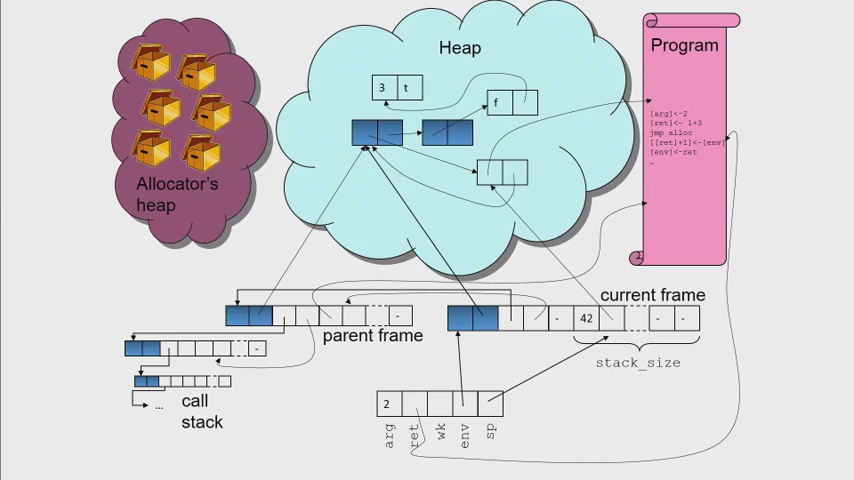 Heap
Program
3 t
f
[arg]<-2
[ret]<- l+3
jmp alloc
[[ret]+1]<-[env]
[env]<-ret
…
Allocator's
heap
current frame
- 42 - -
-
parent frame
-
stack_size
call
stack
…
2
arg
ret
wk
env
sp